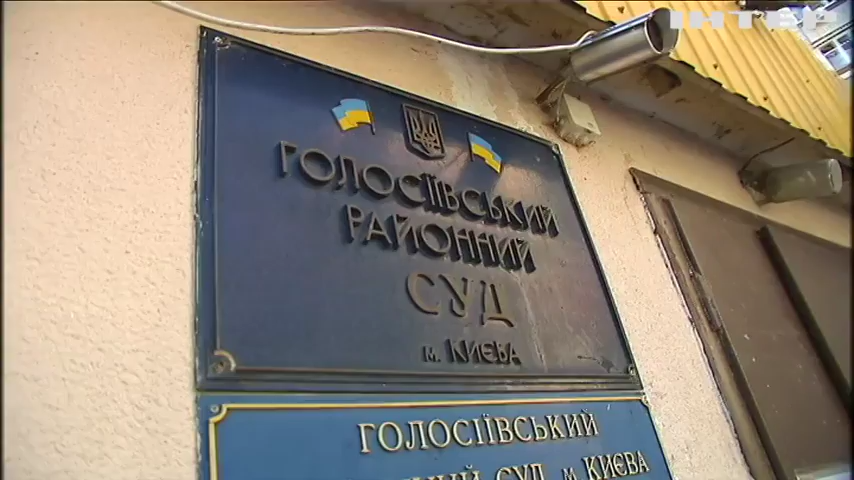 ІНТЕР
ГОЛОСІЇВСЬКИЙ
РАЙОННИЙ
СУД
м. КИЄВА
ГОЛОСІЇВСЬКИЙ
СУД м. КИЄВА